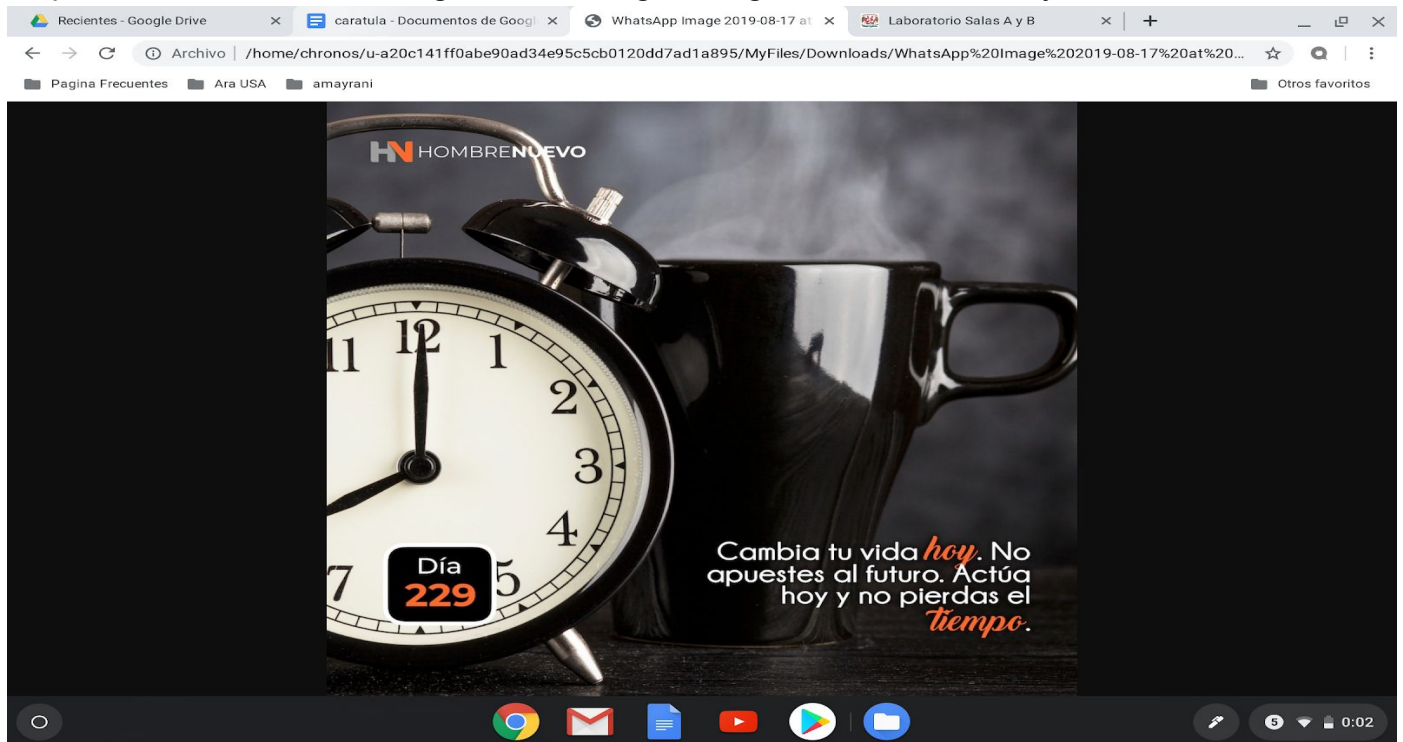 Recientes - Google Drive
caratula - Documentos de Googl
WhatsApp Image 2019-08-17 at
Laboratorio Salas A y B
Archivo | /home/chronos/u-a20c141ff0abe90ad34e95c5cb0120dd7ad1a895/MyFiles/Downloads/WhatsApp%20Image%202019-08-17%20at%20...
Pagina Frecuentes
Ara USA
amayrani
Otros favoritos
HN HOMBRENUEVO
11
12
1
2
3
4
5
7
Día
229
Cambia tu vida hoy. No
apuestes al futuro. Actúa
hoy y no pierdas el
tiempo.
5
0:02